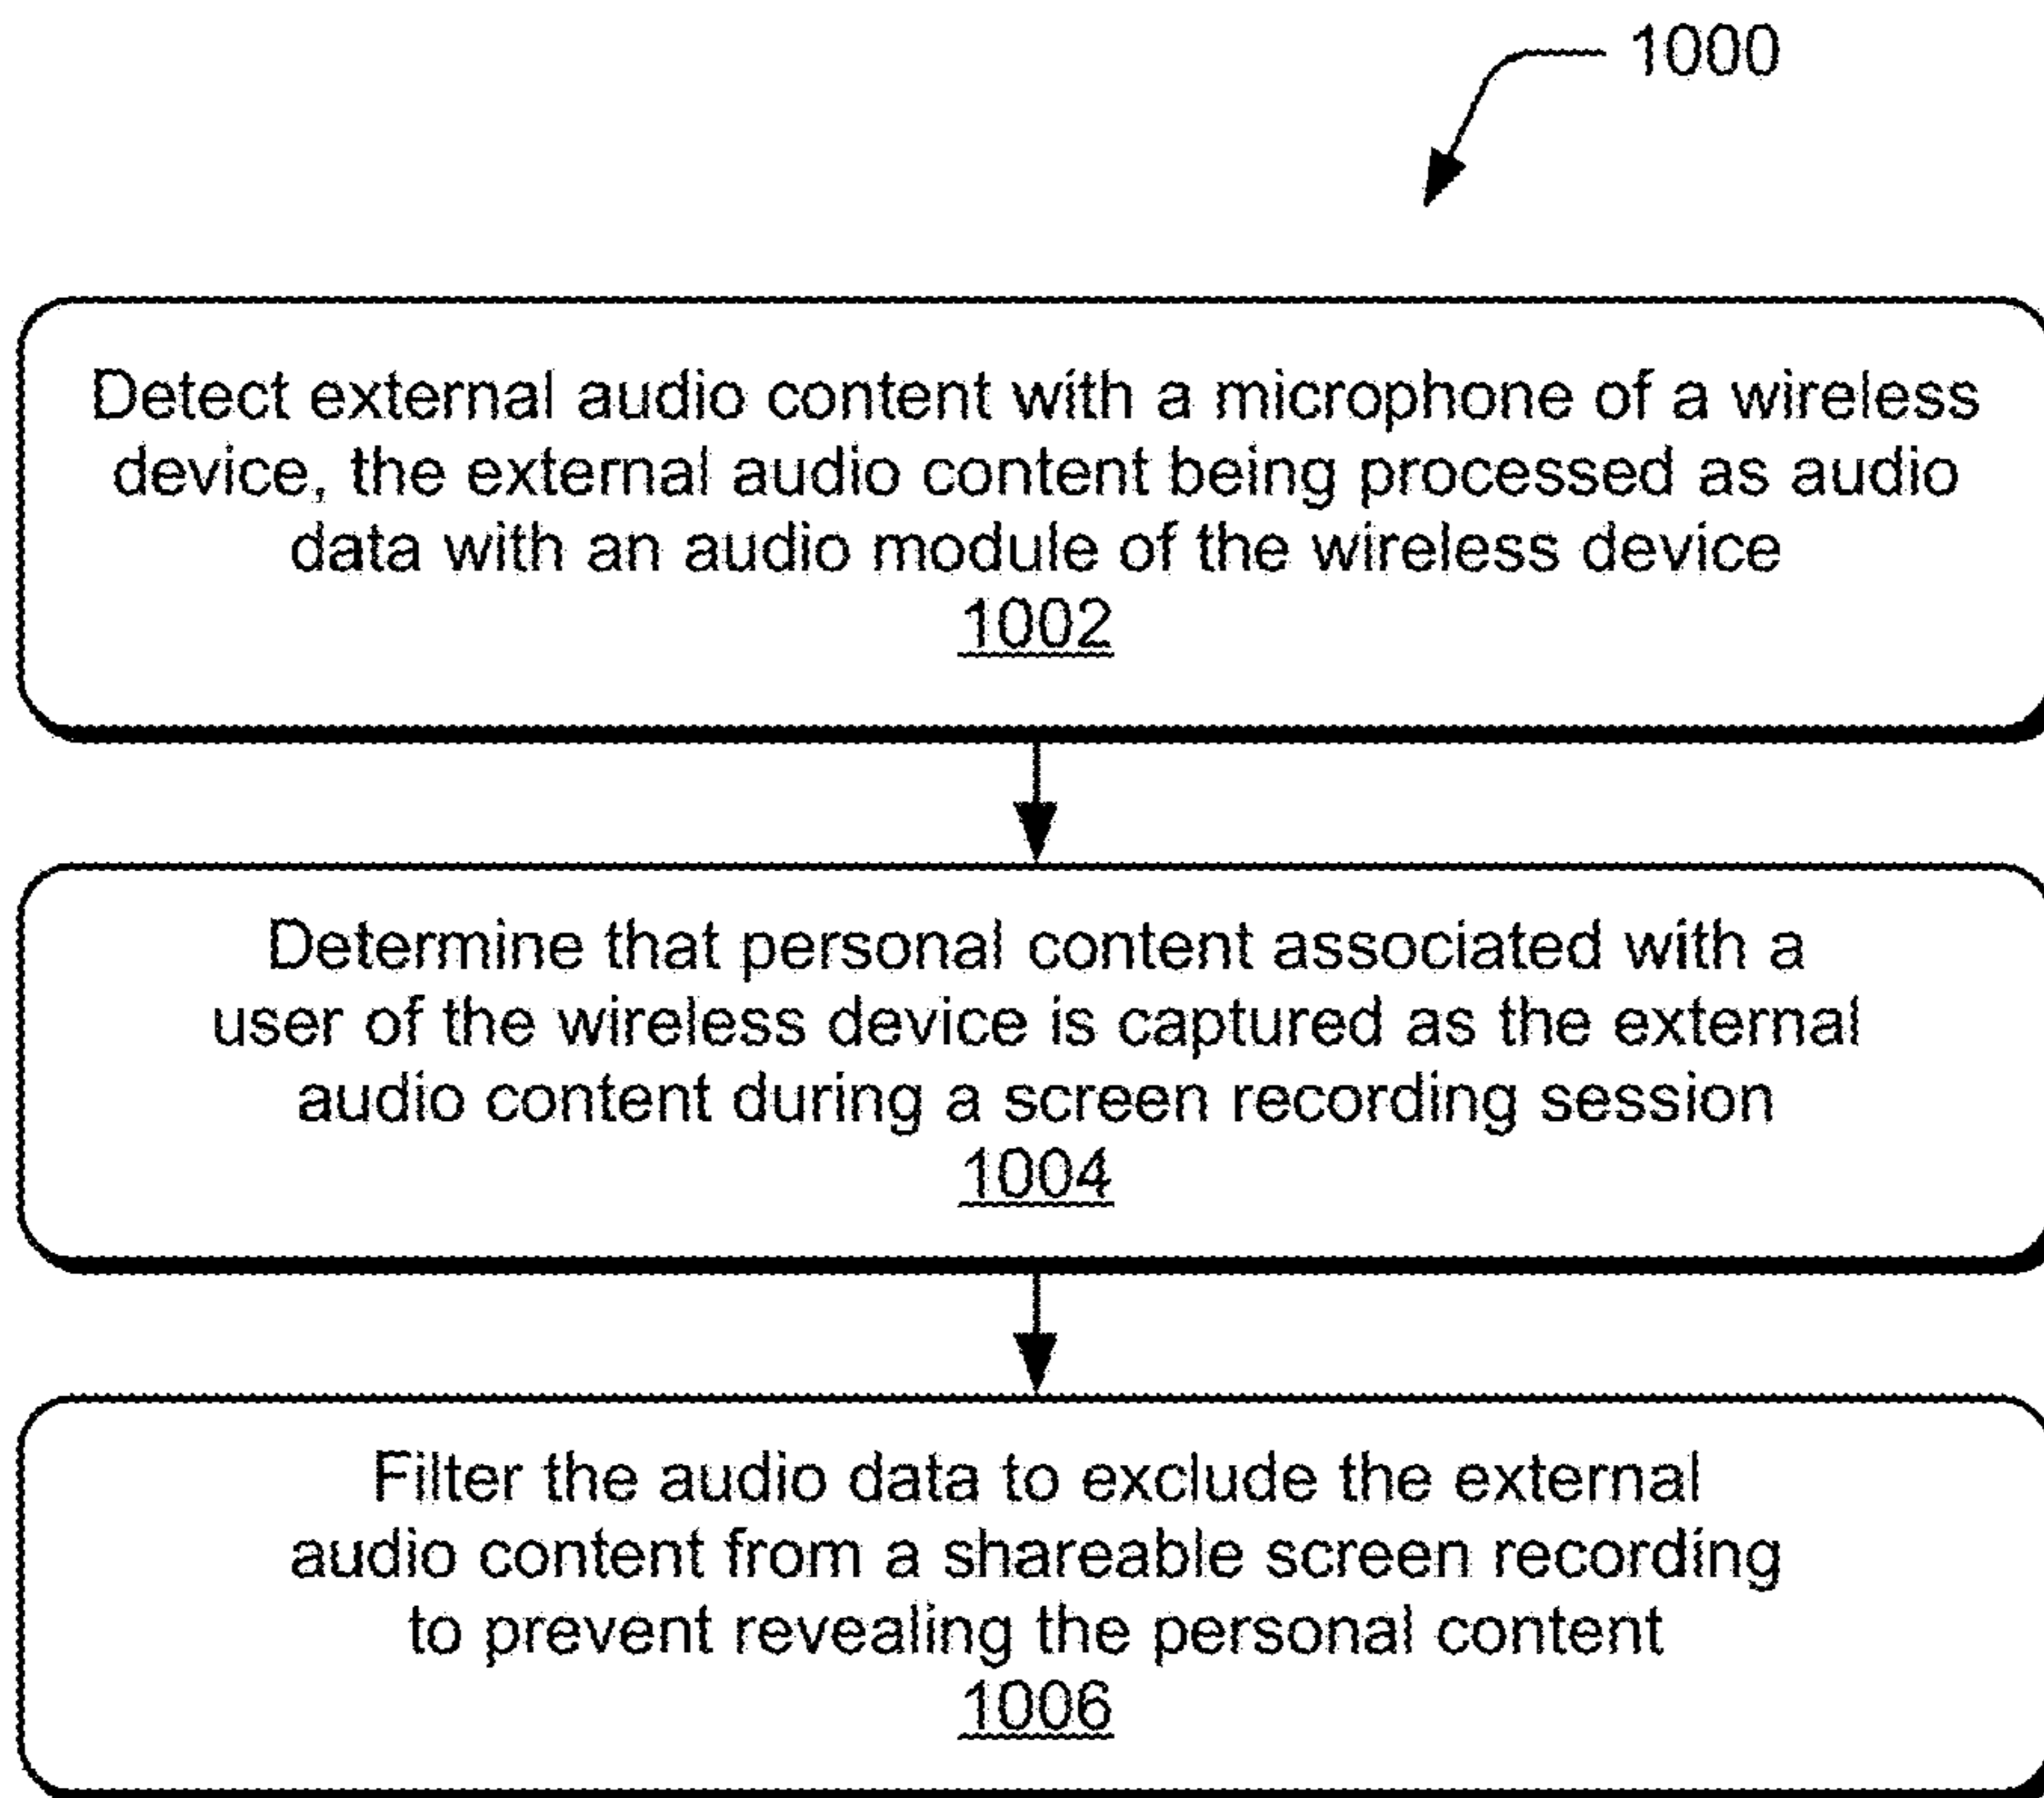 1000
Detect external audio content with a microphone of a wireless
device, the external audio content being processed as audio
data with an audio module of the wireless device
1002
Determine that personal content associated with a
user of the wireless device is captured as the external
audio content during a screen recording session
1004
Filter the audio data to exclude the external
audio content from a shareable screen recording
to prevent revealing the personal content
1006